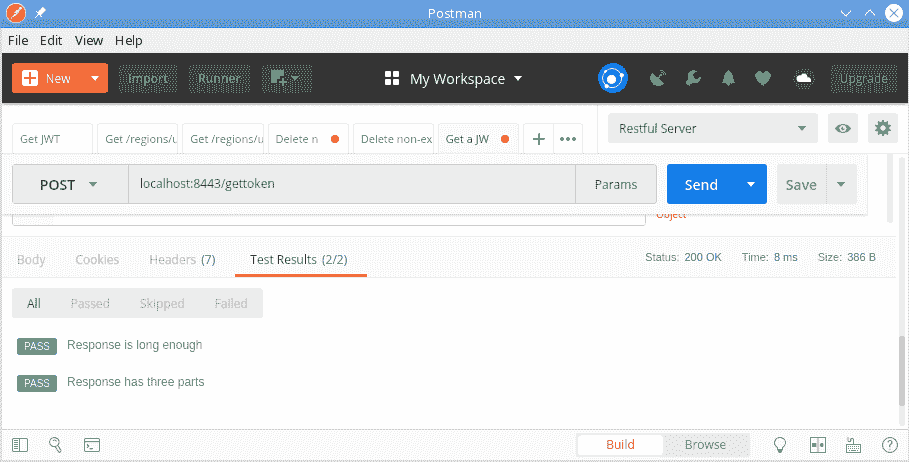 Postman
File Edit View Help
New Import Runner My Workspace Upgrade
Get JWT Get /regions/u Get /regions/u Delete n Delete non-ex Get a JW Restful Server
POST localhost:8443/gettoken Params Send Save
Object
Body Cookies Headers (7) Test Results (2/2) Status: 200 OK Time: 8 ms Size: 386 B
All Passed Skipped Failed
PASS Response is long enough
PASS Response has three parts
Build Browse